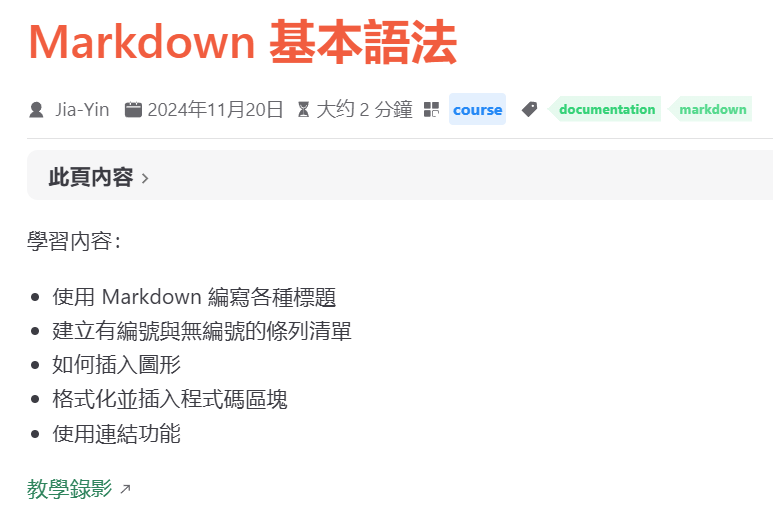 Markdown 基本語法
Jia-Yin 2024年11月20日 大约 2 分鐘 course documentation markdown
此頁內容
學習內容：
使用 Markdown 編寫各種標題
建立有編號與無編號的條列清單
如何插入圖形
格式化並插入程式碼區塊
使用連結功能
教學錄影